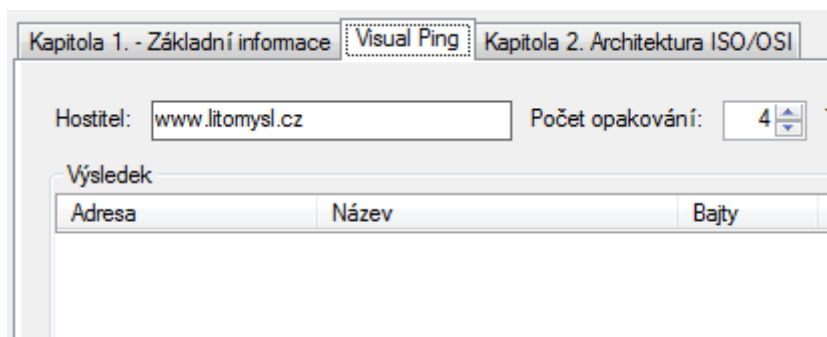 Kapitola 1. - Základní informace Visual Ping Kapitola 2. Architektura ISO/OSI
Hostitel: www.litomysl.cz Počet opakování: 4
Výsledek
Adresa Název Bajty